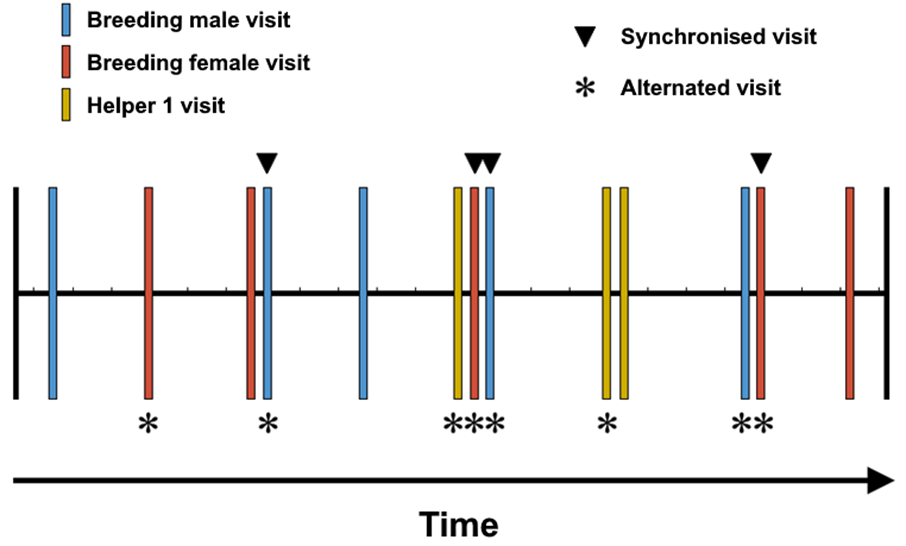 Breeding male visit
Breeding female visit
Helper 1 visit
Synchronised visit
Alternated visit
Time